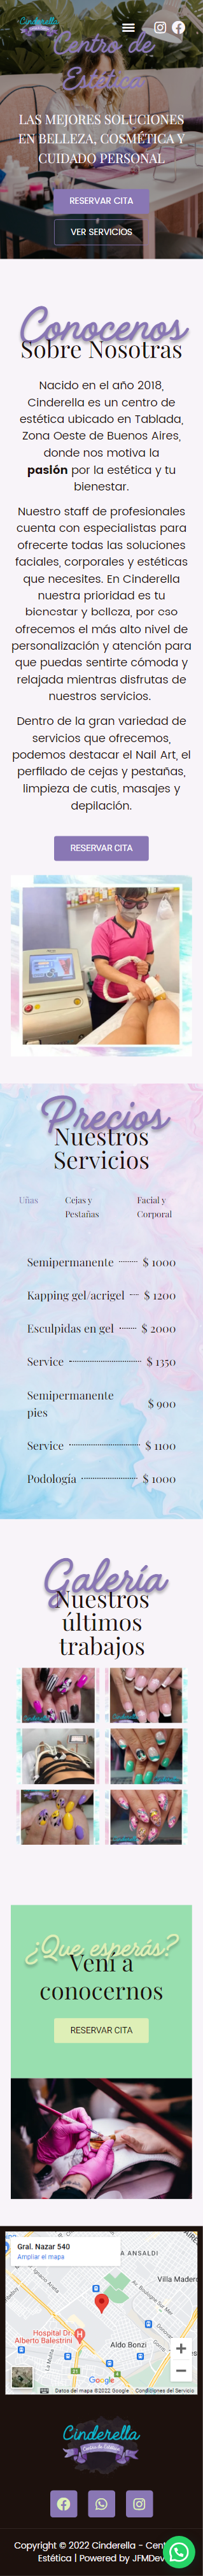 Cinderella
Centro de
Estética
LAS MEJORES SOLUCIONES
EN BELLEZA, COSMÉTICA Y
CUIDADO PERSONAL
RESERVAR CITA
VER SERVICIOS
Conocenos
Sobre Nosotras
Nacido en el año 2018,
Cinderella es un centro de
estética ubicado en Tablada,
Zona Oeste de Buenos Aires,
donde nos motiva la
pasión por la estética y tu
bienestar.
Nuestro staff de profesionales
cuenta con especialistas para
ofrecerte todas las soluciones
faciales, corporales y estéticas
que necesites. En Cinderella
nuestra prioridad es tu
bienestar y belleza, por eso
ofrecemos el más alto nivel de
personalización y atención para
que puedas sentirte cómoda y
relajada mientras disfrutas de
nuestros servicios.
Dentro de la gran variedad de
servicios que ofrecemos,
podemos destacar el Nail Art, el
perfilado de cejas y pestañas,
limpieza de cutis, masajes y
depilación.
RESERVAR CITA
Precios
Nuestros
Servicios
Uñas Cejas y Pestañas Facial y Corporal
Semipermanente $ 1000
Kapping gel/acrigel $ 1200
Esculpidas en gel $ 2000
Service $ 1350
Semipermanente
pies $ 900
Service $ 1100
Podología $ 1000
Galería
Nuestros
últimos
trabajos
¿Que esperás?
Vení a
conocernos
RESERVAR CITA
Gral. Nazar 540
Ampliar el mapa
A ANSALDI
Villa Madero
Hospital Dr.
Alberto Balestrini
Aldo Bonzi
Google
Datos del mapa ©2022 Google Condiciones del Servicio
Cinderella
Centro de Estética
Copyright © 2022 Cinderella - Cent
Estética | Powered by JFMDev